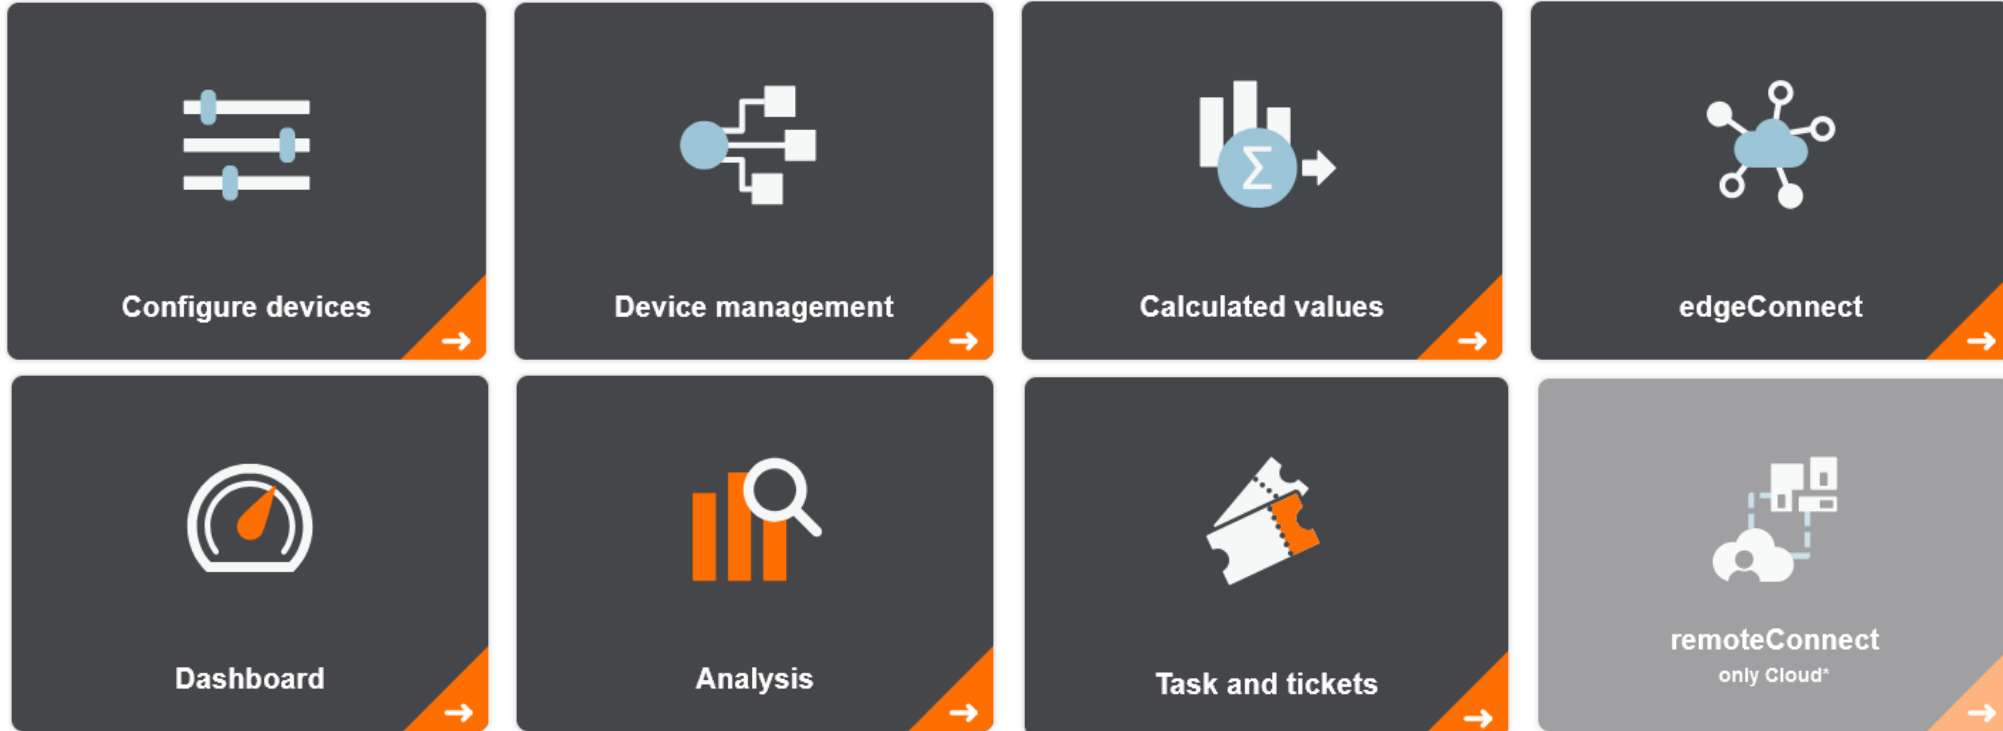 Configure devices
Device management
Σ
Calculated values
edgeConnect
Dashboard
Analysis
Task and tickets
remoteConnect
only Cloud*